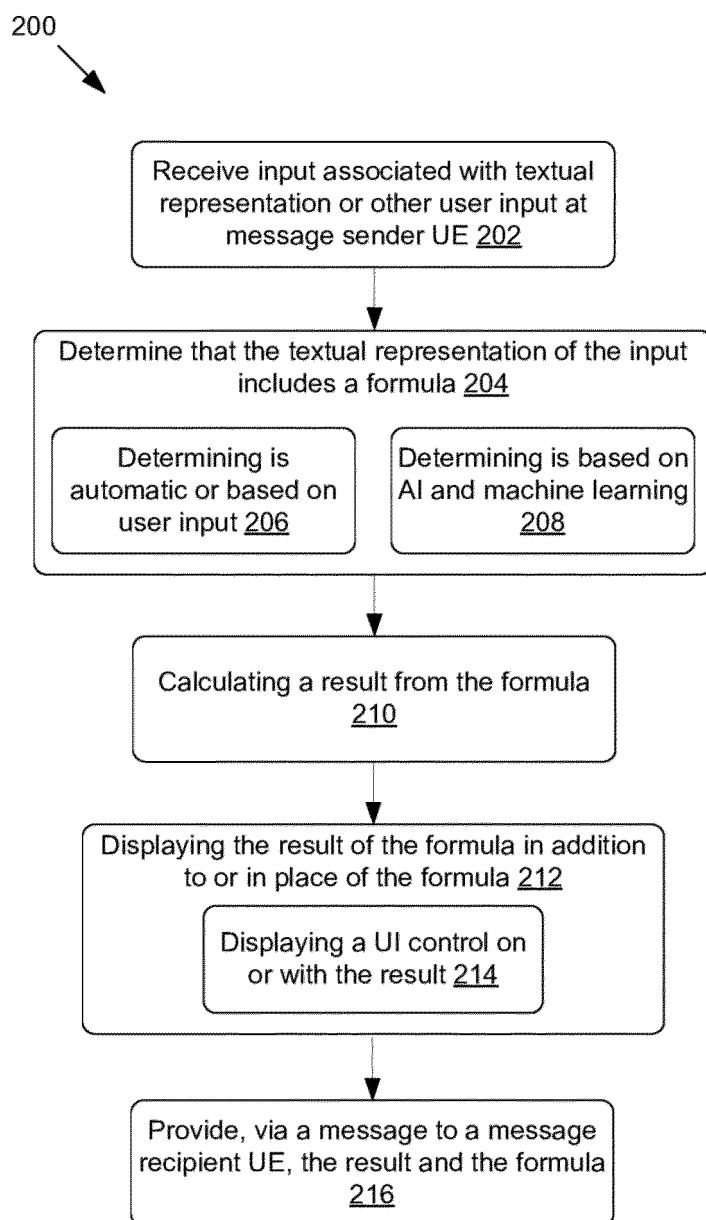 200
Receive input associated with textual
representation or other user input at
message sender UE 202
Determine that the textual representation of the input
includes a formula 204
Determining is
automatic or based on
user input 206
Determining is based on
AI and machine learning
208
Calculating a result from the formula
210
Displaying the result of the formula in addition
to or in place of the formula 212
Displaying a UI control on
or with the result 214
Provide, via a message to a message
recipient UE, the result and the formula
216